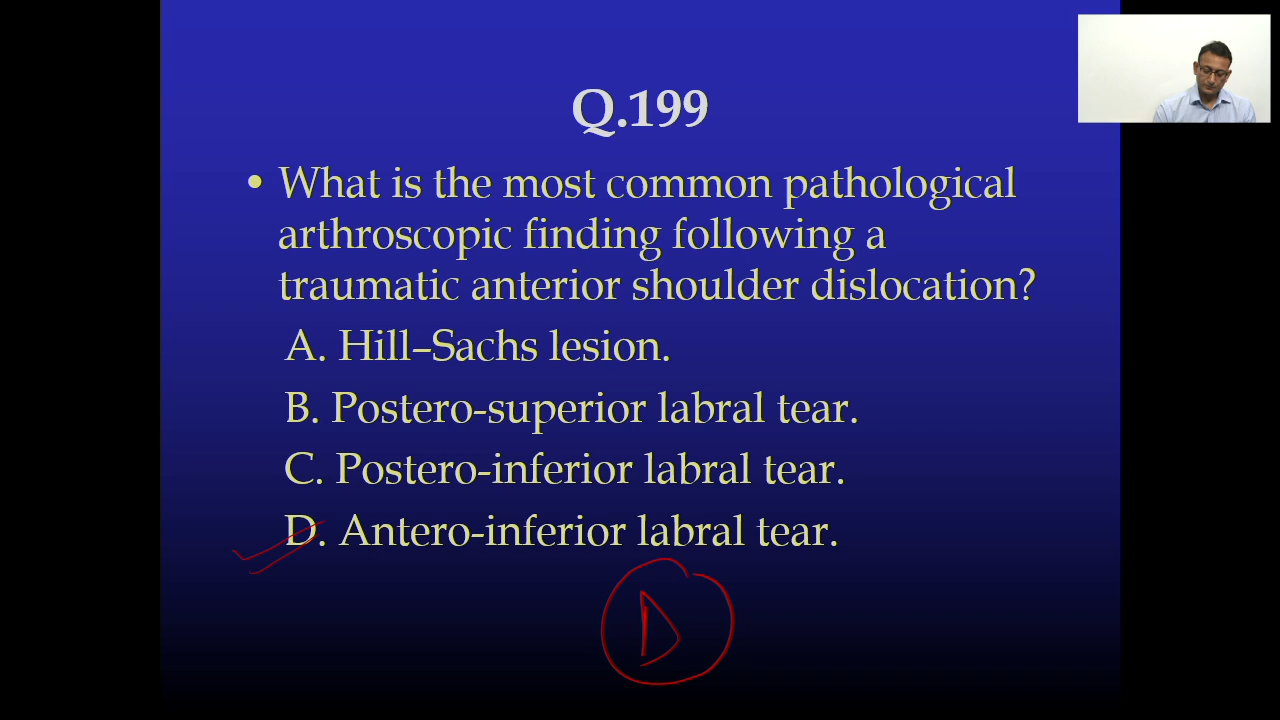 Q.199
• What is the most common pathological
arthroscopic finding following a
traumatic anterior shoulder dislocation?
A. Hill–Sachs lesion.
B. Postero-superior labral tear.
C. Postero-inferior labral tear.
D. Antero-inferior labral tear.
D